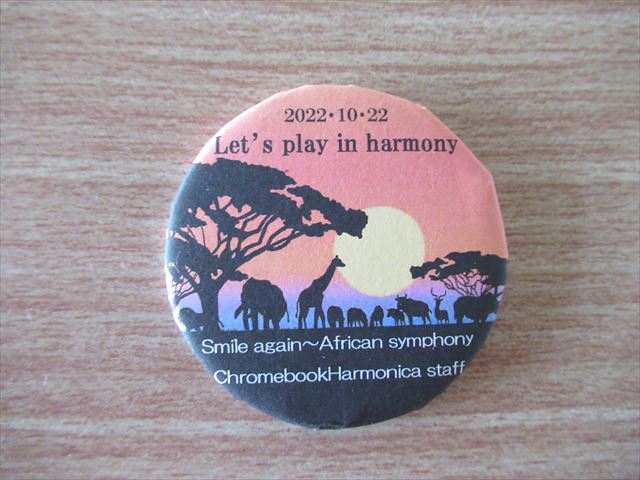 2022・10・22
Let's play in harmony
Smile again～African symphony
ChromebookHarmonica staff